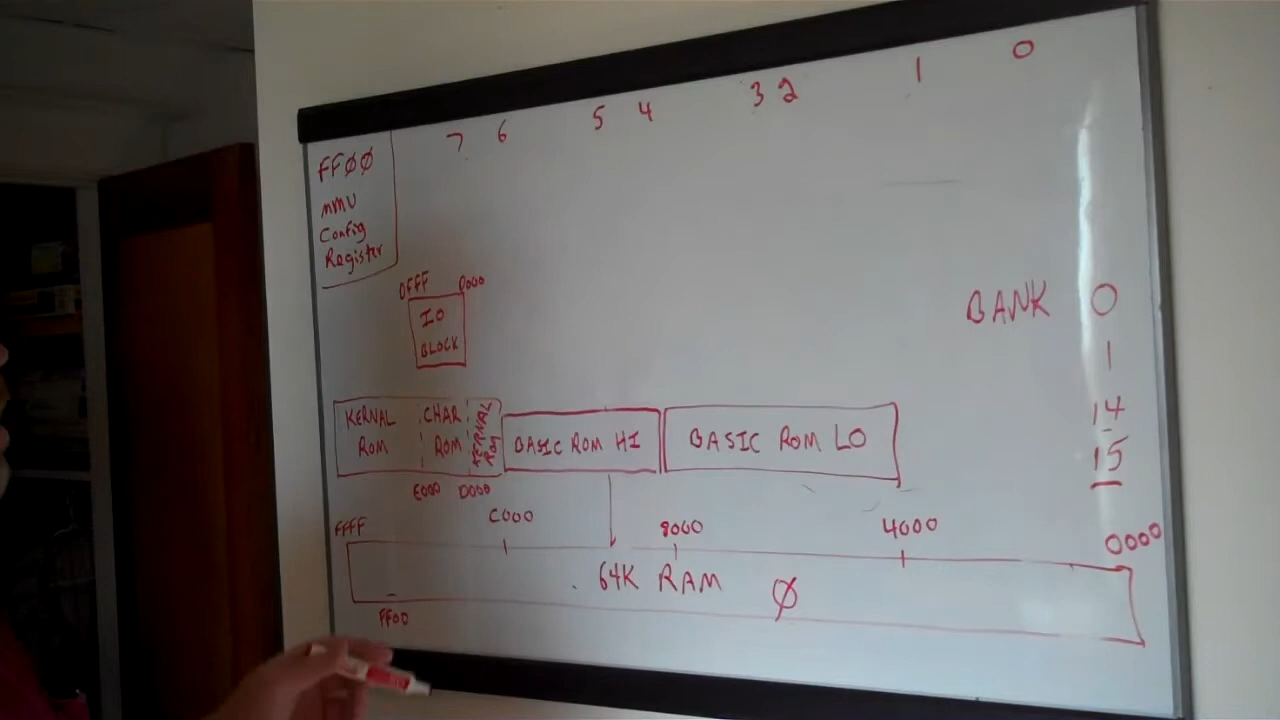 7 6 5 4 3 2 1 0
FFØØ
MMU
Config
Register
DFFF D000
IO
BLOCK
BANK 0
1
14
15
KERNAL ROM
CHAR ROM
KERNAL ROM
BASIC ROM HI
BASIC ROM LO
E000 D000
FFFF C000 8000 4000 0000
64K RAM Ø
FF00